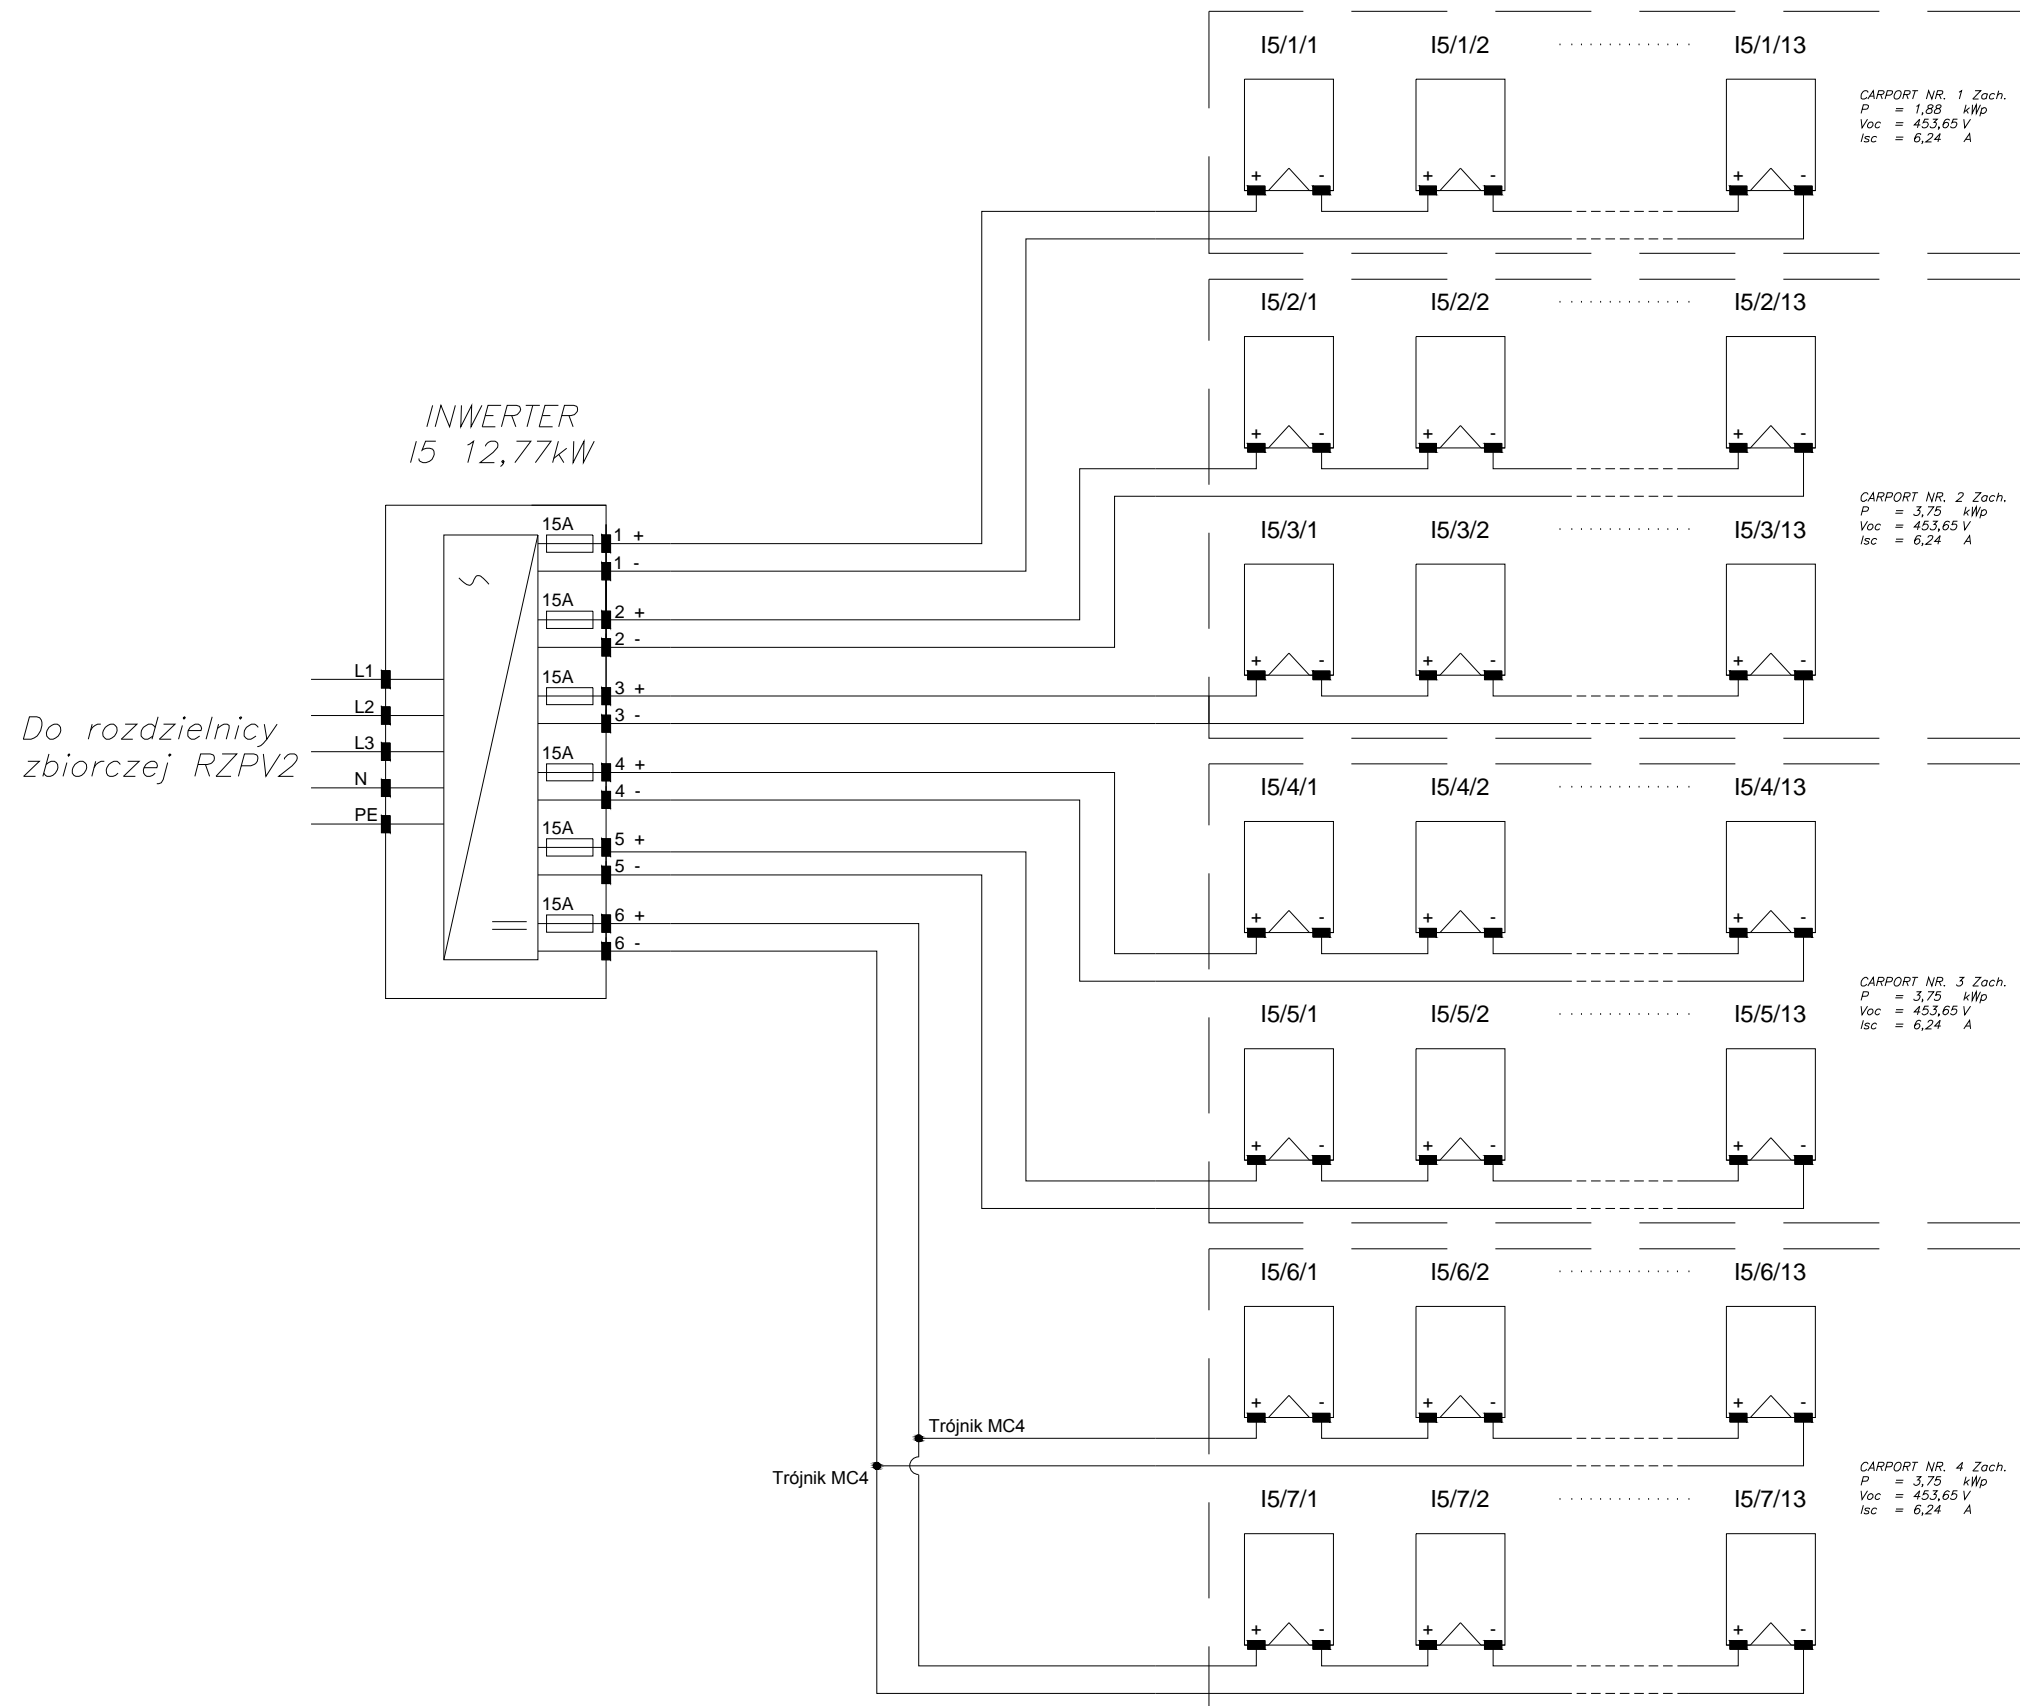 I5/1/1 I5/1/2 ............. I5/1/13
CARPORT NR. 1 Zach.
P = 1,88 kWp
Voc = 453,65 V
Isc = 6,24 A
+ - + - + -
I5/2/1 I5/2/2 ............. I5/2/13
+ - + - + -
CARPORT NR. 2 Zach.
P = 3,75 kWp
Voc = 453,65 V
Isc = 6,24 A
I5/3/1 I5/3/2 ............. I5/3/13
+ - + - + -
INWERTER
I5 12,77kW
15A 1 +
1 -
15A 2 +
2 -
15A 3 +
3 -
15A 4 +
4 -
15A 5 +
5 -
15A 6 +
6 -
L1
L2
L3
N
PE
Do rozdzielnicy
zbiorczej RZPV2
I5/4/1 I5/4/2 ............. I5/4/13
+ - + - + -
CARPORT NR. 3 Zach.
P = 3,75 kWp
Voc = 453,65 V
Isc = 6,24 A
I5/5/1 I5/5/2 ............. I5/5/13
+ - + - + -
I5/6/1 I5/6/2 ............. I5/6/13
+ - + - + -
Trójnik MC4
Trójnik MC4
CARPORT NR. 4 Zach.
P = 3,75 kWp
Voc = 453,65 V
Isc = 6,24 A
I5/7/1 I5/7/2 ............. I5/7/13
+ - + - + -